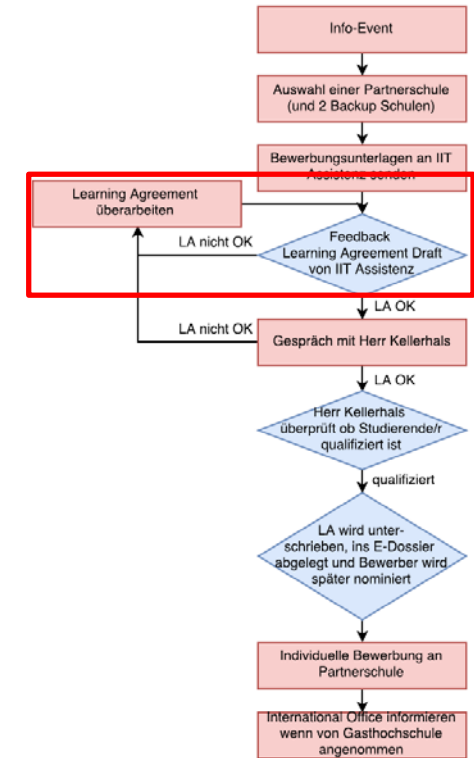 Info-Event
Auswahl einer Partnerschule
(und 2 Backup Schulen)
Bewerbungsunterlagen an IIT
Assistenz senden
Learning Agreement
überarbeiten
LA nicht OK
Feedback
Learning Agreement Draft
von IIT Assistenz
LA OK
LA nicht OK
Gespräch mit Herr Kellerhals
LA OK
Herr Kellerhals
überprüft ob Studierende/r
qualifiziert ist
qualifiziert
LA wird unter-
schrieben, ins E-Dossier
abgelegt und Bewerber wird
später nominiert
Individuelle Bewerbung an
Partnerschule
International Office informieren
wenn von Gasthochschule
angenommen